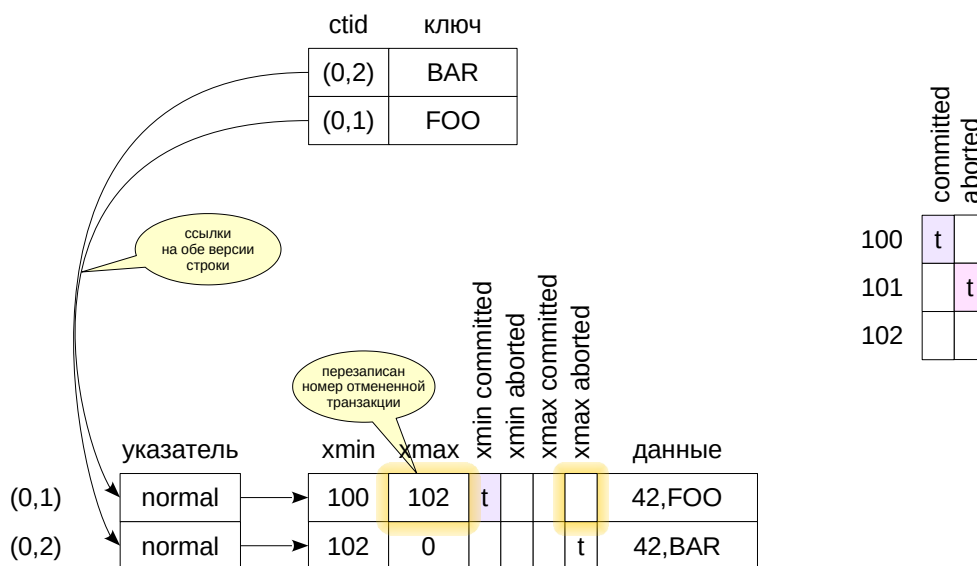 ctid ключ
(0,2) BAR
(0,1) FOO
ссылки
на обе версии
строки
committed
aborted
100 t
101 t
102
перезаписан
номер отмененной
транзакции
xmin committed
xmin aborted
xmax committed
xmax aborted
указатель xmin xmax данные
(0,1) normal 100 102 t 42,FOO
(0,2) normal 102 0 t 42,BAR